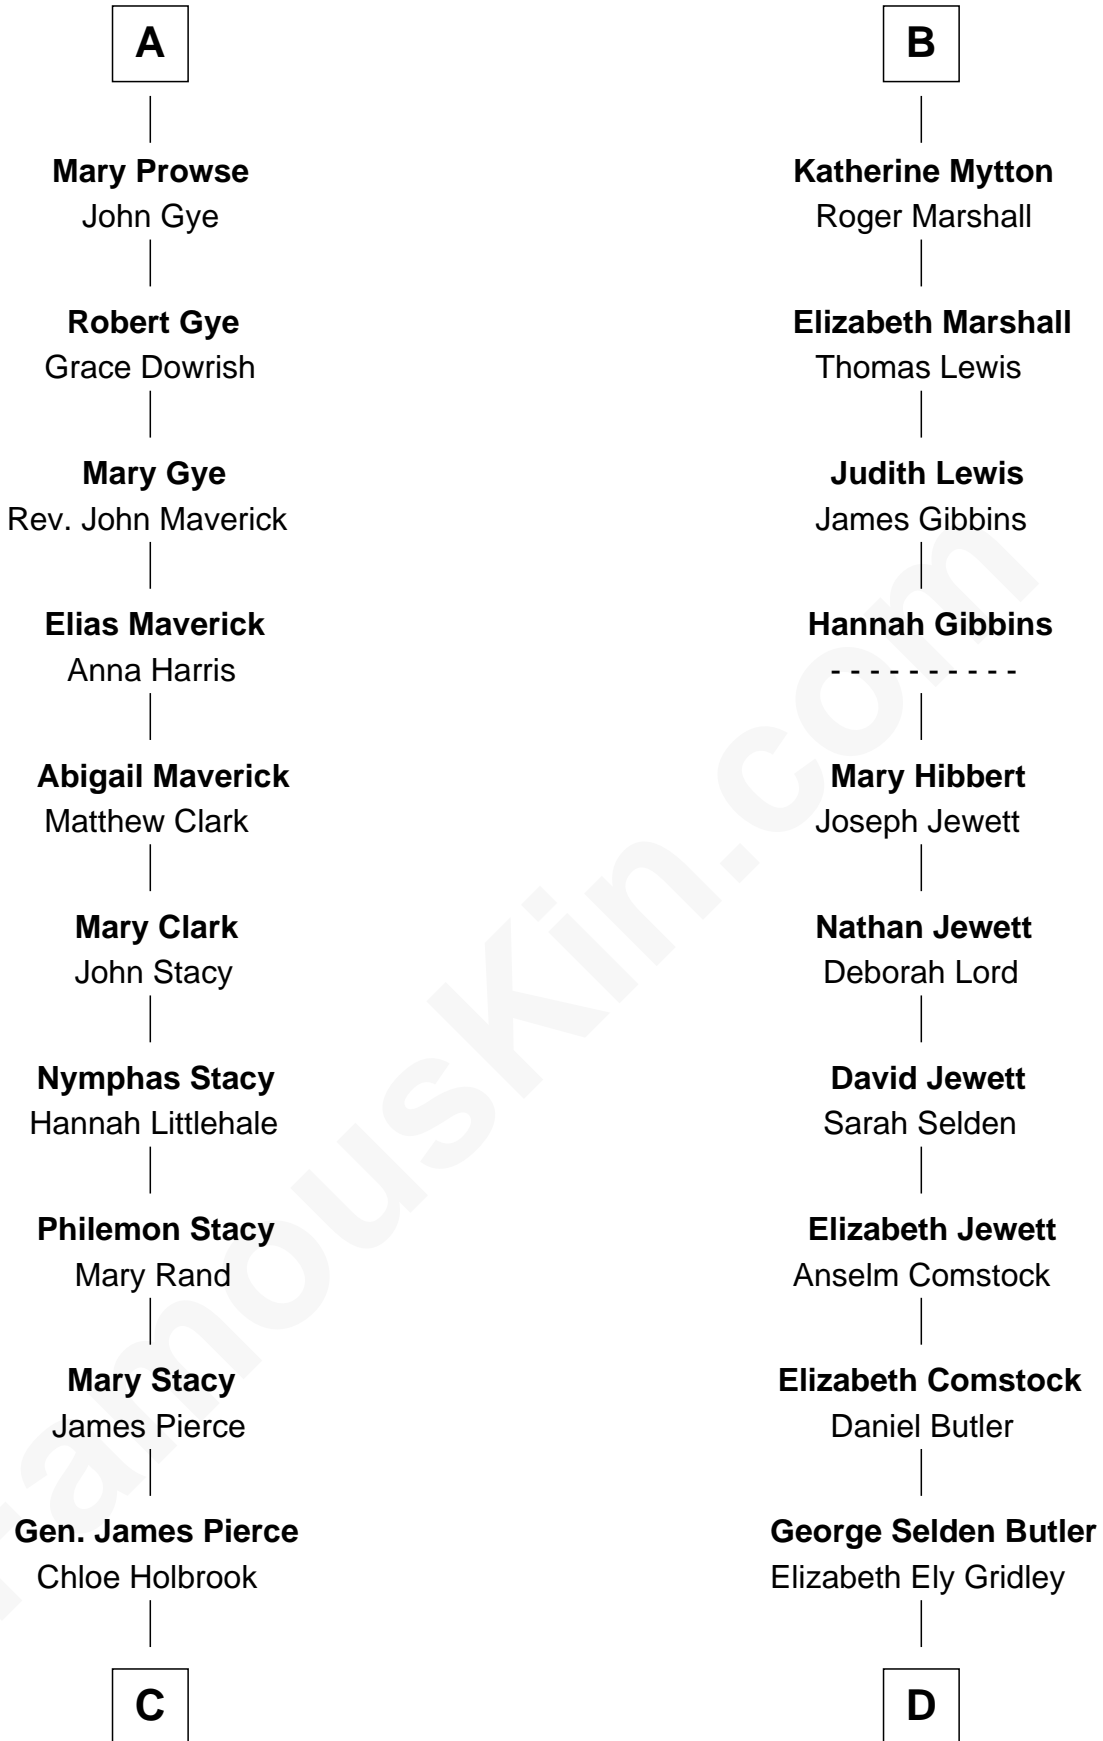 A
Mary Prowse
John Gye
Robert Gye
Grace Dowrish
Mary Gye
Rev. John Maverick
Elias Maverick
Anna Harris
Abigail Maverick
Matthew Clark
Mary Clark
John Stacy
Nymphas Stacy
Hannah Littlehale
Philemon Stacy
Mary Rand
Mary Stacy
James Pierce
Gen. James Pierce
Chloe Holbrook
C
B
Katherine Mytton
Roger Marshall
Elizabeth Marshall
Thomas Lewis
Judith Lewis
James Gibbins
Hannah Gibbins
- - - - - - - - - -
Mary Hibbert
Joseph Jewett
Nathan Jewett
Deborah Lord
David Jewett
Sarah Selden
Elizabeth Jewett
Anselm Comstock
Elizabeth Comstock
Daniel Butler
George Selden Butler
Elizabeth Ely Gridley
D
FamousKin.com